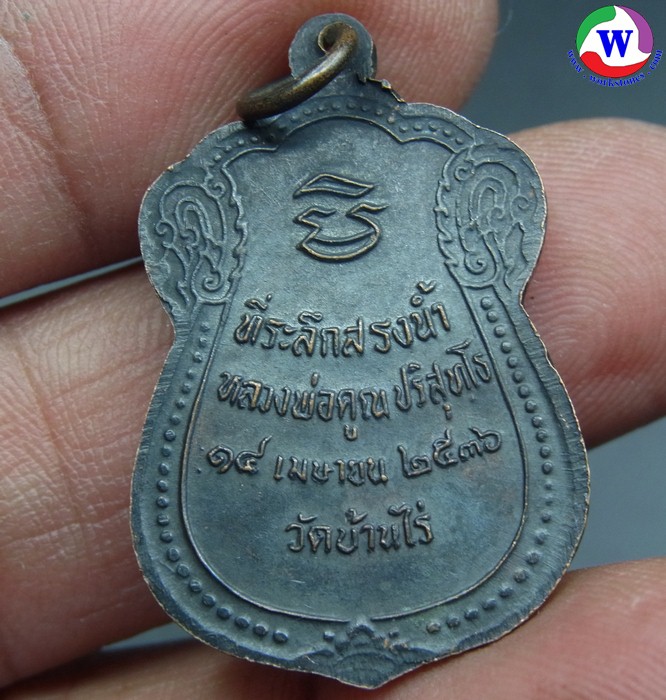 ที่ระลึกสรงน้ำ
หลวงพ่อคูณ ปริสุทฺโธ
๑๔ เมษายน ๒๕๓๖
วัดบ้านไร่
W